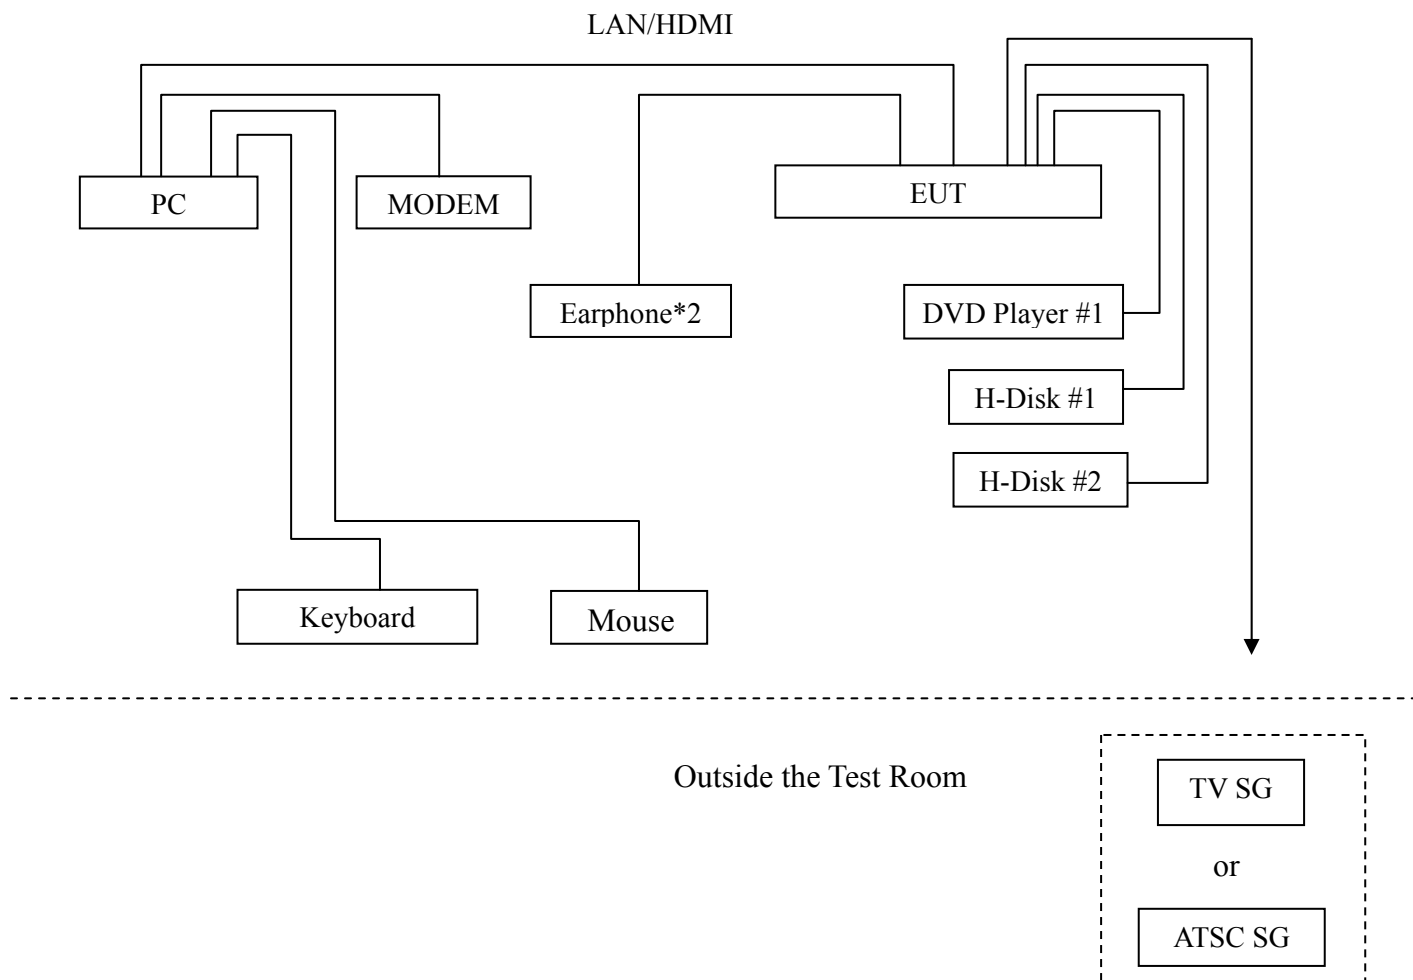 LAN/HDMI
PC
MODEM
EUT
Earphone*2
DVD Player #1
H-Disk #1
H-Disk #2
Keyboard
Mouse
Outside the Test Room
TV SG
or
ATSC SG